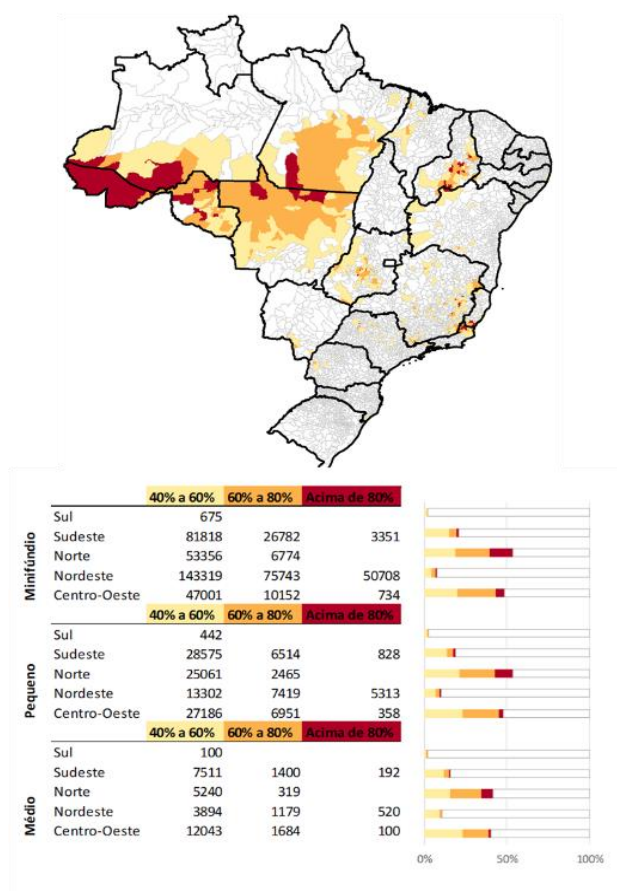 40% a 60% 60% a 80% Acima de 80%
Minifúndio
Sul 675
Sudeste 81818 26782 3351
Norte 53356 6774
Nordeste 143319 75743 50708
Centro-Oeste 47001 10152 734
40% a 60% 60% a 80% Acima de 80%
Pequeno
Sul 442
Sudeste 28575 6514 828
Norte 25061 2465
Nordeste 13302 7419 5313
Centro-Oeste 27186 6951 358
40% a 60% 60% a 80% Acima de 80%
Médio
Sul 100
Sudeste 7511 1400 192
Norte 5240 319
Nordeste 3894 1179 520
Centro-Oeste 12043 1684 100
0% 50% 100%